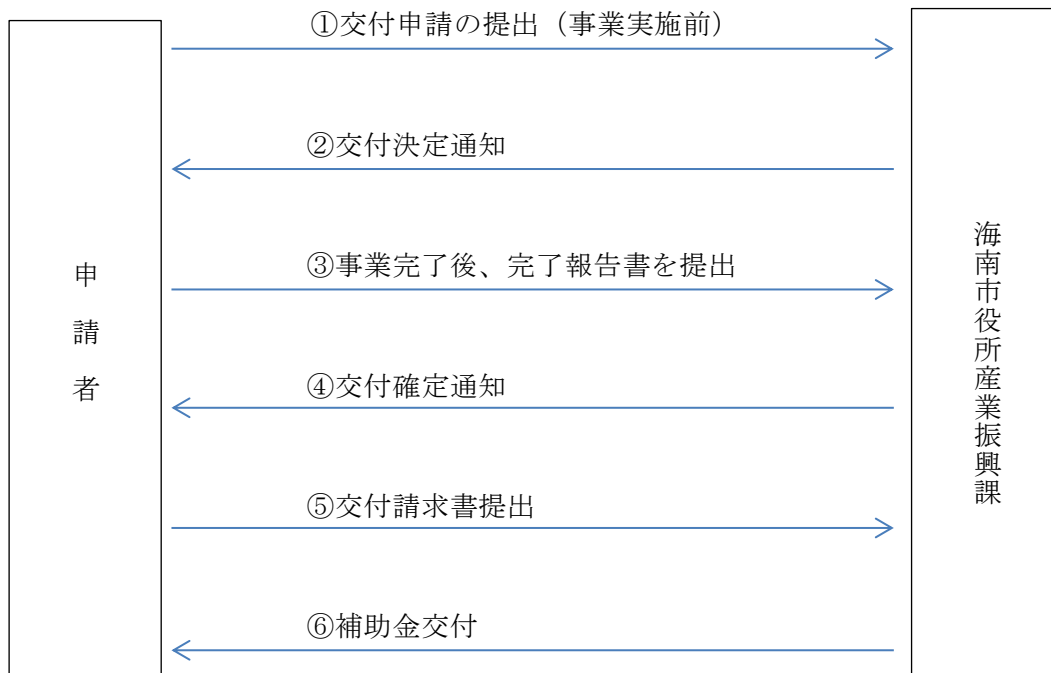 ①交付申請の提出（事業実施前）
②交付決定通知
③事業完了後、完了報告書を提出
④交付確定通知
⑤交付請求書提出
⑥補助金交付
申請者
海南市役所産業振興課